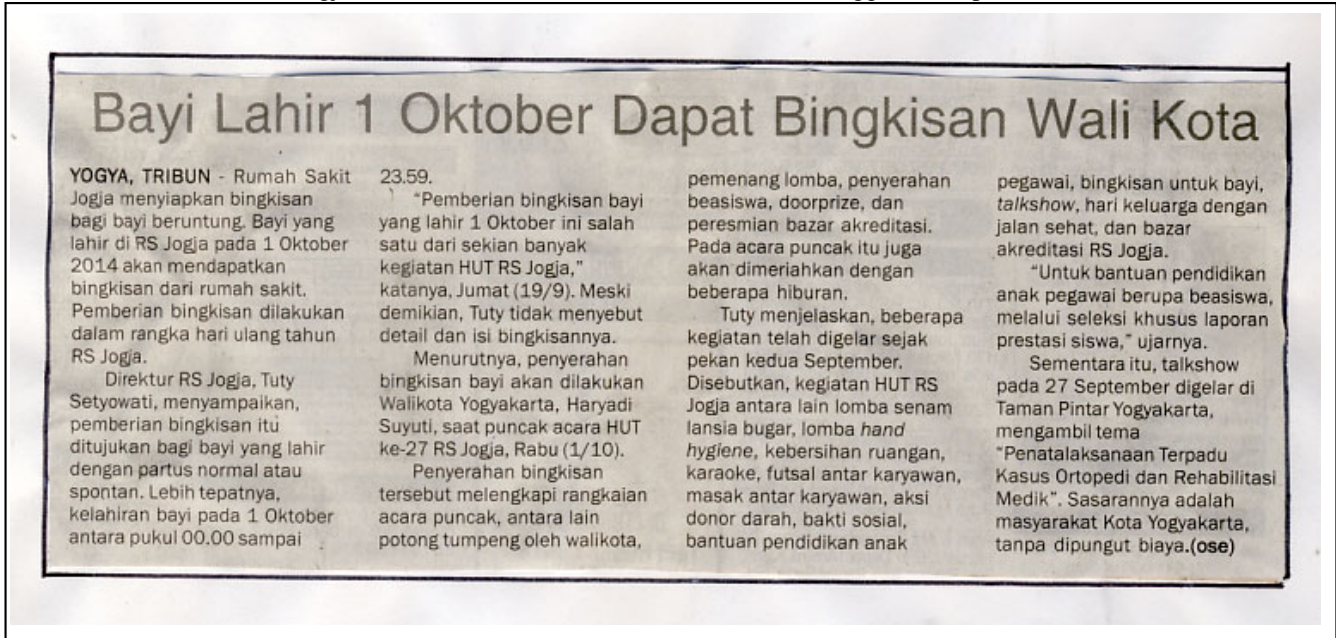 Bayi Lahir 1 Oktober Dapat Bingkisan Wali Kota
YOGYA, TRIBUN - Rumah Sakit
Jogja menyiapkan bingkisan
bagi bayi beruntung. Bayi yang
lahir di RS Jogja pada 1 Oktober
2014 akan mendapatkan
bingkisan dari rumah sakit.
Pemberian bingkisan dilakukan
dalam rangka hari ulang tahun
RS Jogja.
Direktur RS Jogja, Tuty
Setyowati, menyampaikan,
pemberian bingkisan itu
ditujukan bagi bayi yang lahir
dengan partus normal atau
spontan. Lebih tepatnya,
kelahiran bayi pada 1 Oktober
antara pukul 00.00 sampai
23.59.
"Pemberian bingkisan bayi
yang lahir 1 Oktober ini salah
satu dari sekian banyak
kegiatan HUT RS Jogja,"
katanya, Jumat (19/9). Meski
demikian, Tuty tidak menyebut
detail dan isi bingkisannya.
Menurutnya, penyerahan
bingkisan bayi akan dilakukan
Walikota Yogyakarta, Haryadi
Suyuti, saat puncak acara HUT
ke-27 RS Jogja, Rabu (1/10).
Penyerahan bingkisan
tersebut melengkapi rangkaian
acara puncak, antara lain
potong tumpeng oleh walikota,
pemenang lomba, penyerahan
beasiswa, doorprize, dan
peresmian bazar akreditasi.
Pada acara puncak itu juga
akan dimeriahkan dengan
beberapa hiburan.
Tuty menjelaskan, beberapa
kegiatan telah digelar sejak
pekan kedua September.
Disebutkan, kegiatan HUT RS
Jogja antara lain lomba senam
lansia bugar, lomba hand
hygiene, kebersihan ruangan,
karaoke, futsal antar karyawan,
masak antar karyawan, aksi
donor darah, bakti sosial,
bantuan pendidikan anak
pegawai, bingkisan untuk bayi,
talkshow, hari keluarga dengan
jalan sehat, dan bazar
akreditasi RS Jogja.
"Untuk bantuan pendidikan
anak pegawai berupa beasiswa,
melalui seleksi khusus laporan
prestasi siswa," ujarnya.
Sementara itu, talkshow
pada 27 September digelar di
Taman Pintar Yogyakarta,
mengambil tema
"Penatalaksanaan Terpadu
Kasus Ortopedi dan Rehabilitasi
Medik". Sasarannya adalah
masyarakat Kota Yogyakarta,
tanpa dipungut biaya.(ose)